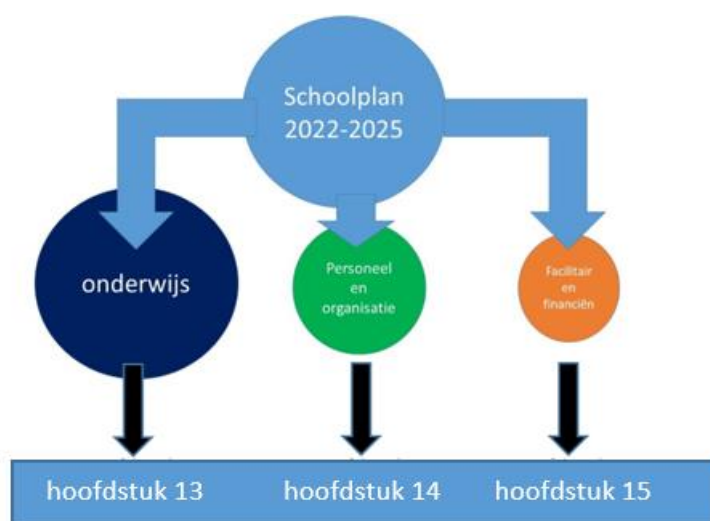 Schoolplan
2022-2025
onderwijs
Personeel
en
organisatie
Facilitair
en
financiën
hoofdstuk 13
hoofdstuk 14
hoofdstuk 15